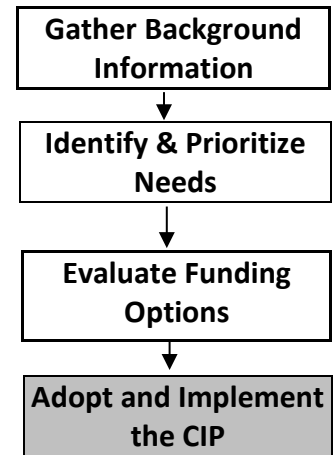 Gather Background
Information
Identify & Prioritize
Needs
Evaluate Funding
Options
Adopt and Implement
the CIP